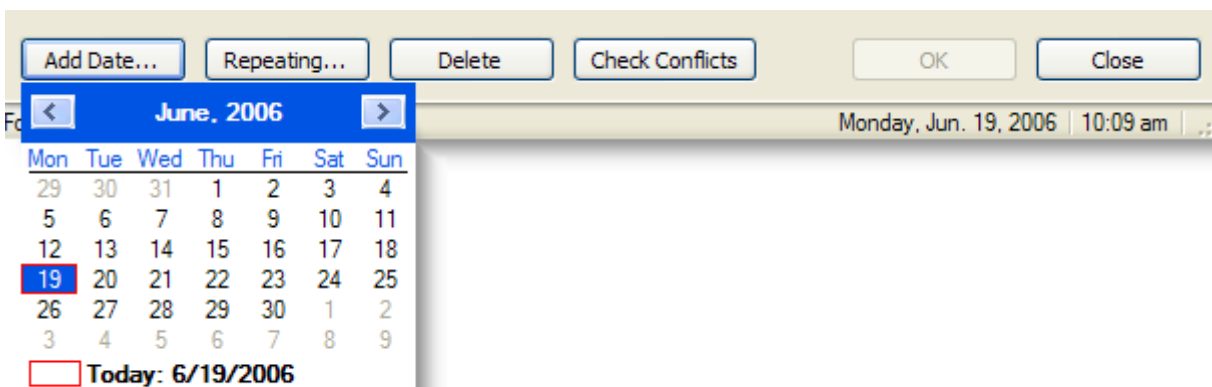 Add Date... Repeating... Delete Check Conflicts OK Close
< June, 2006 >
Monday, Jun. 19, 2006 10:09 am
Mon Tue Wed Thu Fri Sat Sun
29 30 31 1 2 3 4
5 6 7 8 9 10 11
12 13 14 15 16 17 18
19 20 21 22 23 24 25
26 27 28 29 30 1 2
3 4 5 6 7 8 9
Today: 6/19/2006